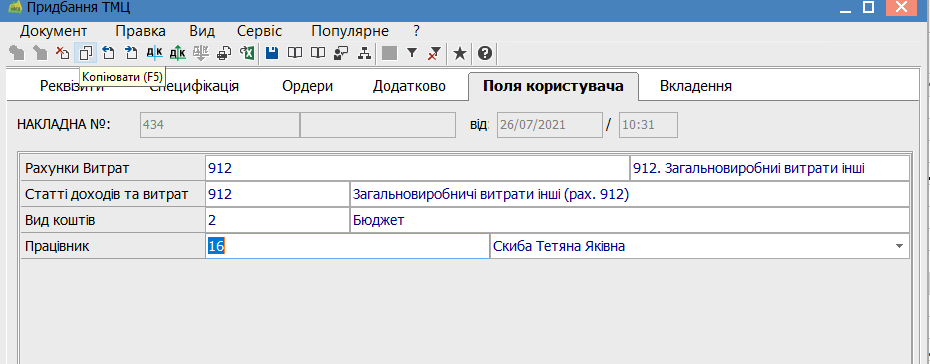 Придбання ТМЦ
Документ Правка Вид Сервіс Популярне ?
Д|К Д|К Д|К
Копіювати (F5)
Реквізити Специфікація Ордери Додатково Поля користувача Вкладення
НАКЛАДНА №: 434 від: 26/07/2021 / 10:31
Рахунки Витрат 912 912. Загальновиробниі витрати інші
Статті доходів та витрат 912 Загальновиробничі витрати інші (рах. 912)
Вид коштів 2 Бюджет
Працівник 16 Скиба Тетяна Яківна